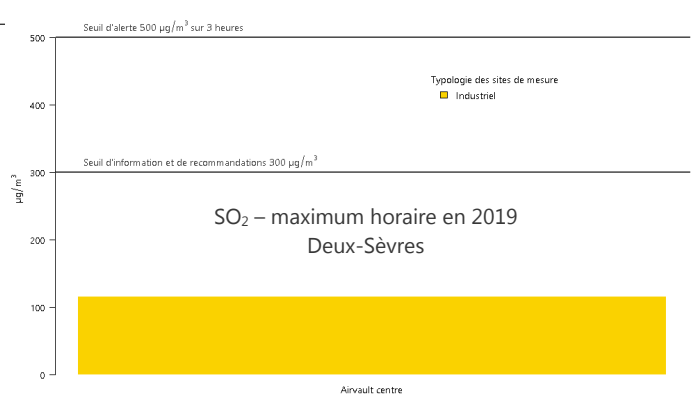 Seuil d'alerte 500 µg/m³ sur 3 heures
500
Typologie des sites de mesure
Industriel
400
Seuil d'information et de recommandations 300 µg/m³
300
µg/m³
SO₂ – maximum horaire en 2019
Deux-Sèvres
200
100
0
Airvault centre